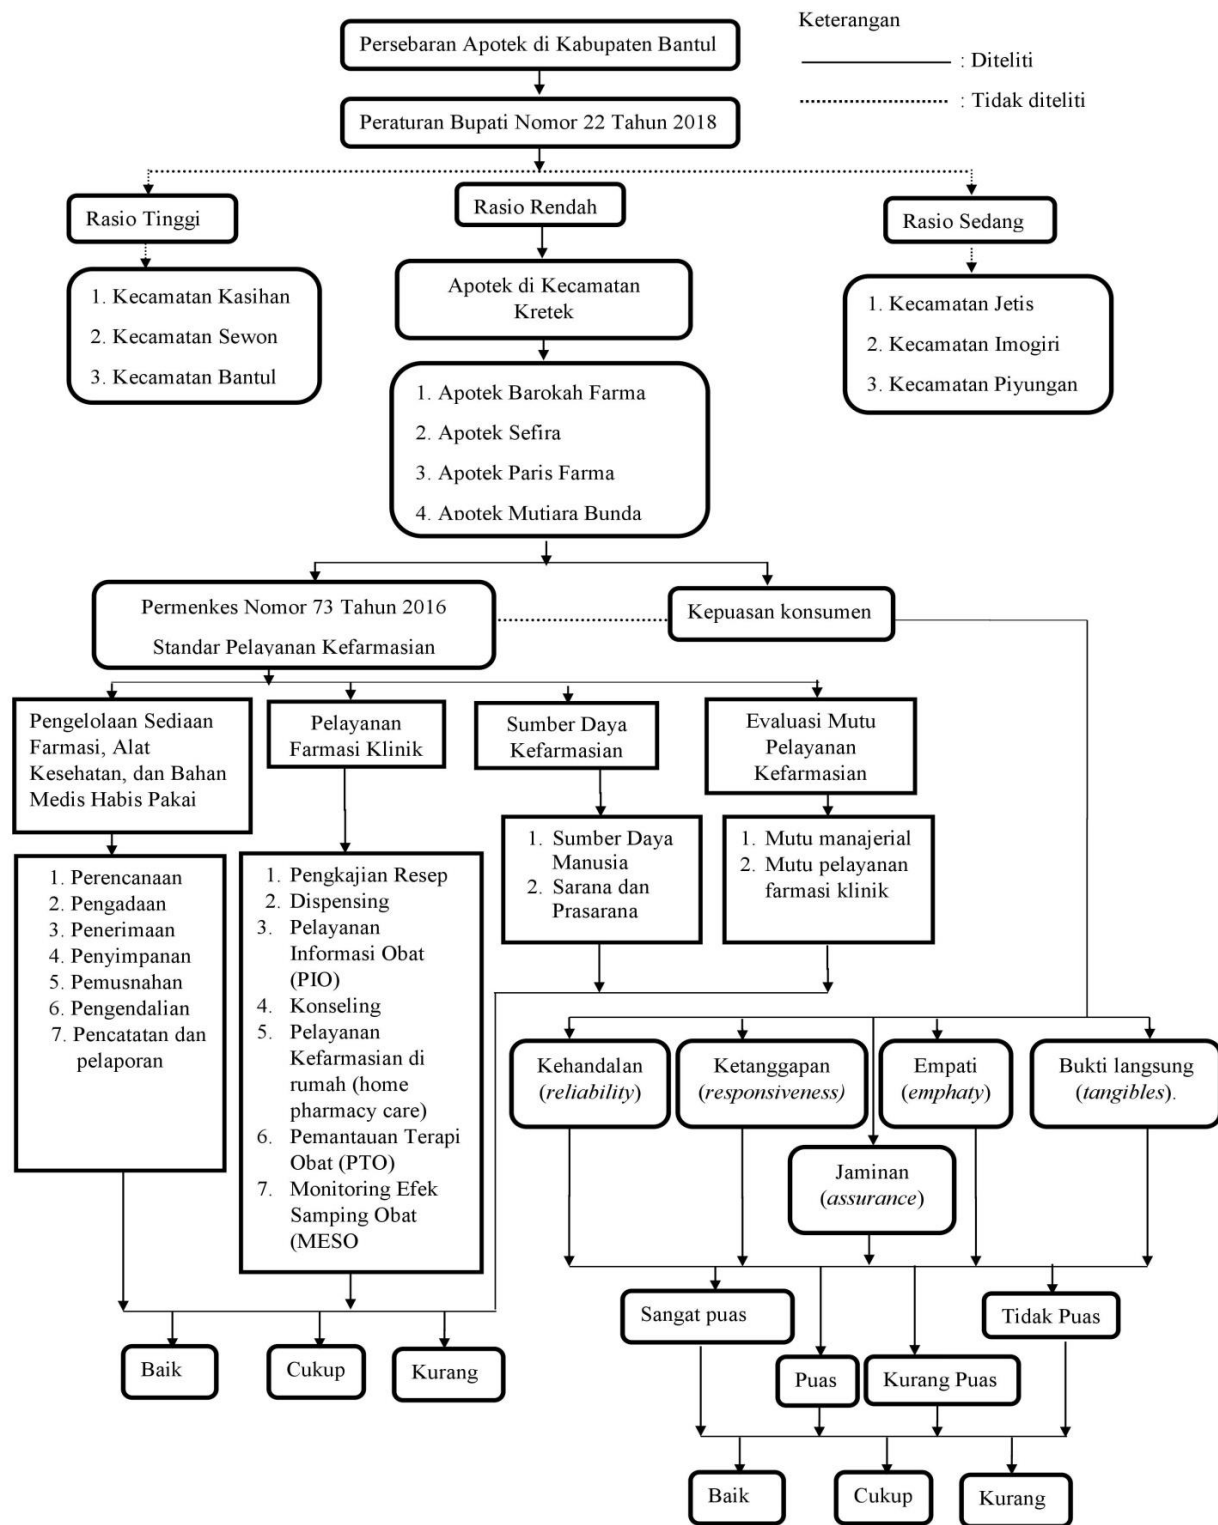 Persebaran Apotek di Kabupaten Bantul
Keterangan
: Diteliti
: Tidak diteliti
Peraturan Bupati Nomor 22 Tahun 2018
Rasio Tinggi
Rasio Rendah
Rasio Sedang
1. Kecamatan Kasihan
2. Kecamatan Sewon
3. Kecamatan Bantul
Apotek di Kecamatan
Kretek
1. Kecamatan Jetis
2. Kecamatan Imogiri
3. Kecamatan Piyungan
1. Apotek Barokah Farma
2. Apotek Sefira
3. Apotek Paris Farma
4. Apotek Mutiara Bunda
Permenkes Nomor 73 Tahun 2016
Standar Pelayanan Kefarmasian
Kepuasan konsumen
Pengelolaan Sediaan
Farmasi, Alat
Kesehatan, dan Bahan
Medis Habis Pakai
Pelayanan
Farmasi Klinik
Sumber Daya
Kefarmasian
Evaluasi Mutu
Pelayanan
Kefarmasian
1. Perencanaan
2. Pengadaan
3. Penerimaan
4. Penyimpanan
5. Pemusnahan
6. Pengendalian
7. Pencatatan dan
pelaporan
1. Pengkajian Resep
2. Dispensing
3. Pelayanan
Informasi Obat
(PIO)
4. Konseling
5. Pelayanan
Kefarmasian di
rumah (home
pharmacy care)
6. Pemantauan Terapi
Obat (PTO)
7. Monitoring Efek
Samping Obat
(MESO
1. Sumber Daya
Manusia
2. Sarana dan
Prasarana
1. Mutu manajerial
2. Mutu pelayanan
farmasi klinik
Kehandalan
(reliability)
Ketanggapan
(responsiveness)
Empati
(emphaty)
Bukti langsung
(tangibles).
Jaminan
(assurance)
Sangat puas
Tidak Puas
Puas
Kurang Puas
Baik
Cukup
Kurang
Baik
Cukup
Kurang